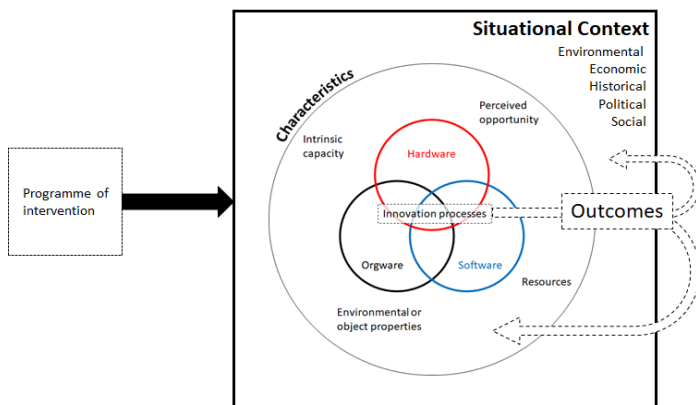 Situational Context
Environmental
Economic
Historical
Political
Social
Characteristics
Perceived
opportunity
Intrinsic
capacity
Hardware
Programme of
intervention
Innovation processes
Outcomes
Orgware
Software
Resources
Environmental or
object properties